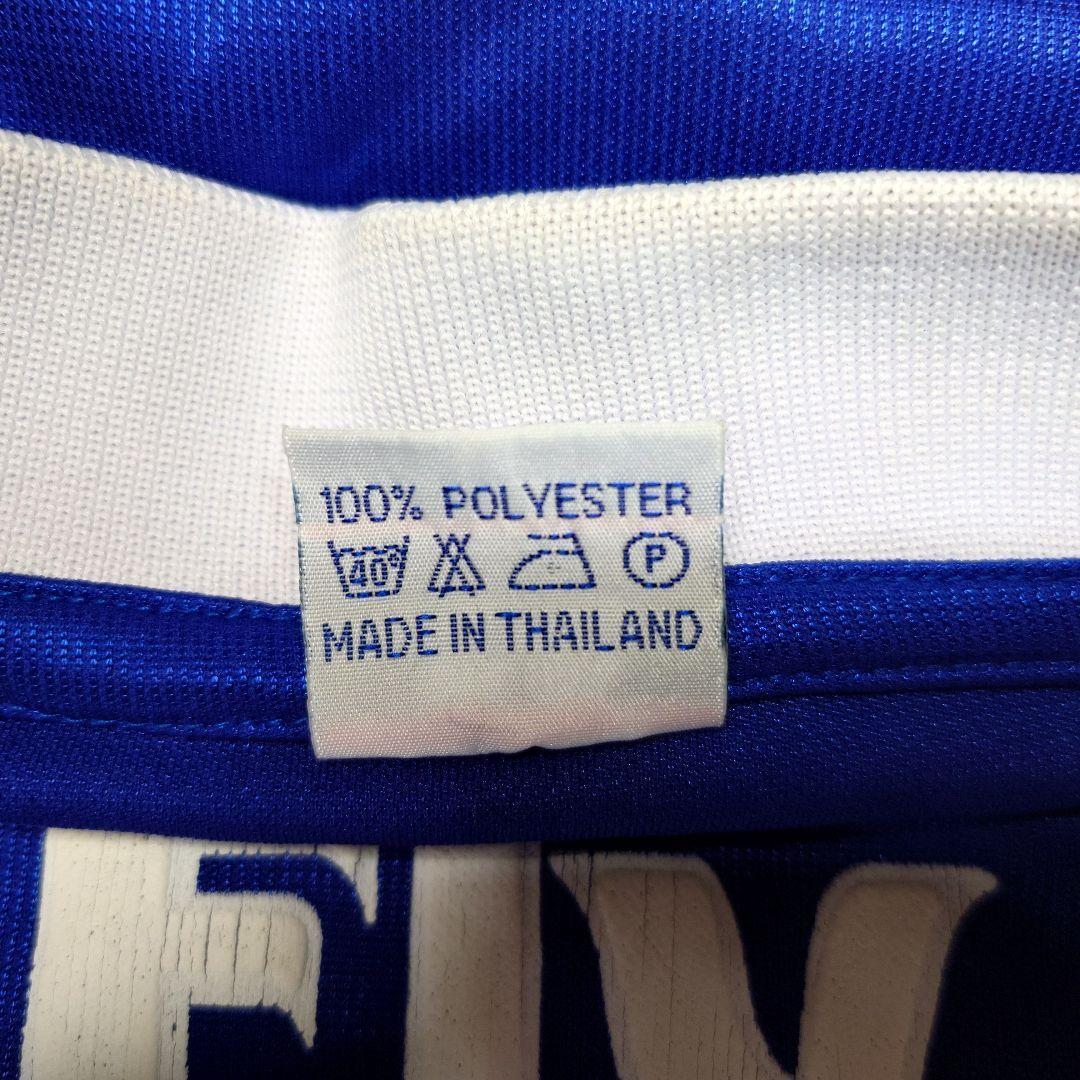 100% POLYESTER
40° P
MADE IN THAILAND